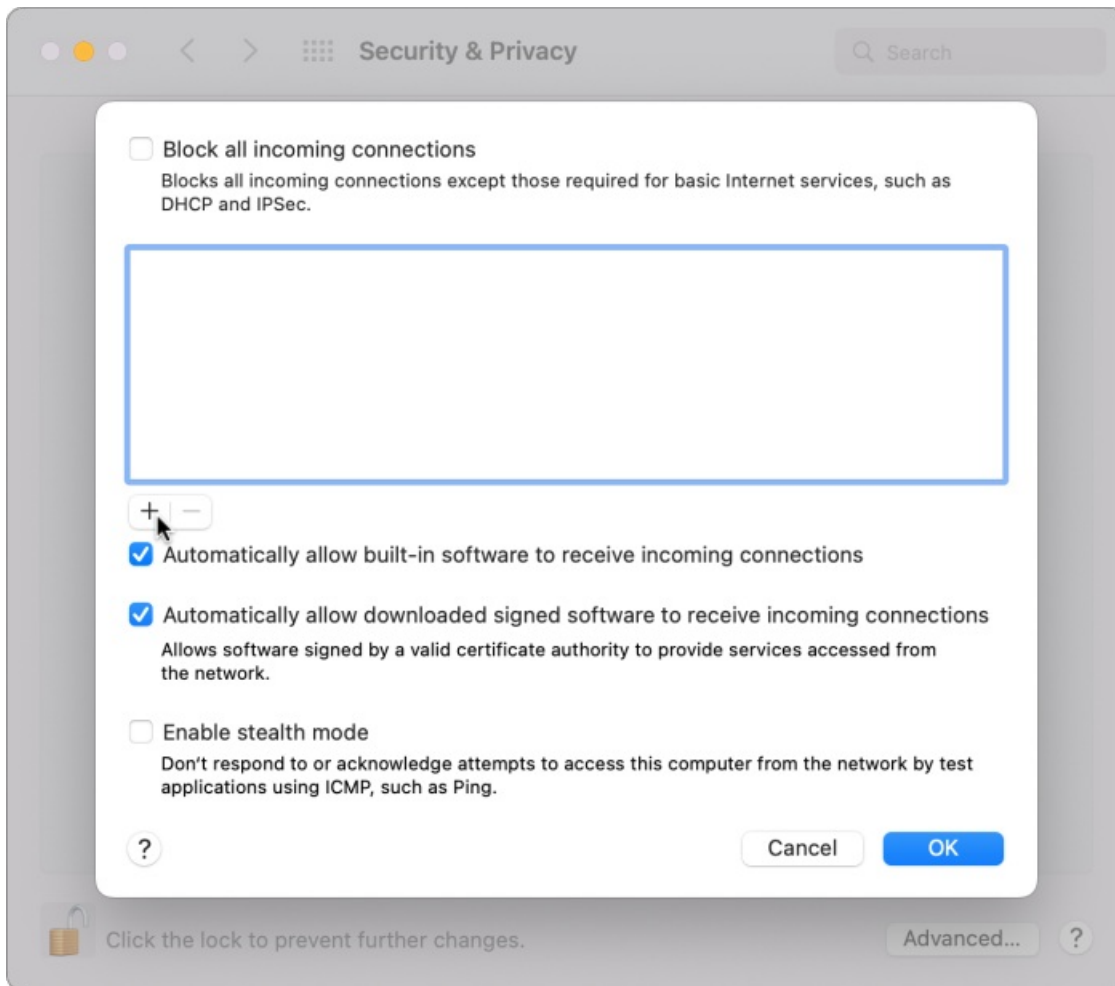 Security & Privacy
Search
Block all incoming connections
Blocks all incoming connections except those required for basic Internet services, such as
DHCP and IPSec.
Automatically allow built-in software to receive incoming connections
Automatically allow downloaded signed software to receive incoming connections
Allows software signed by a valid certificate authority to provide services accessed from
the network.
Enable stealth mode
Don't respond to or acknowledge attempts to access this computer from the network by test
applications using ICMP, such as Ping.
?
Cancel
OK
Click the lock to prevent further changes.
Advanced...
?